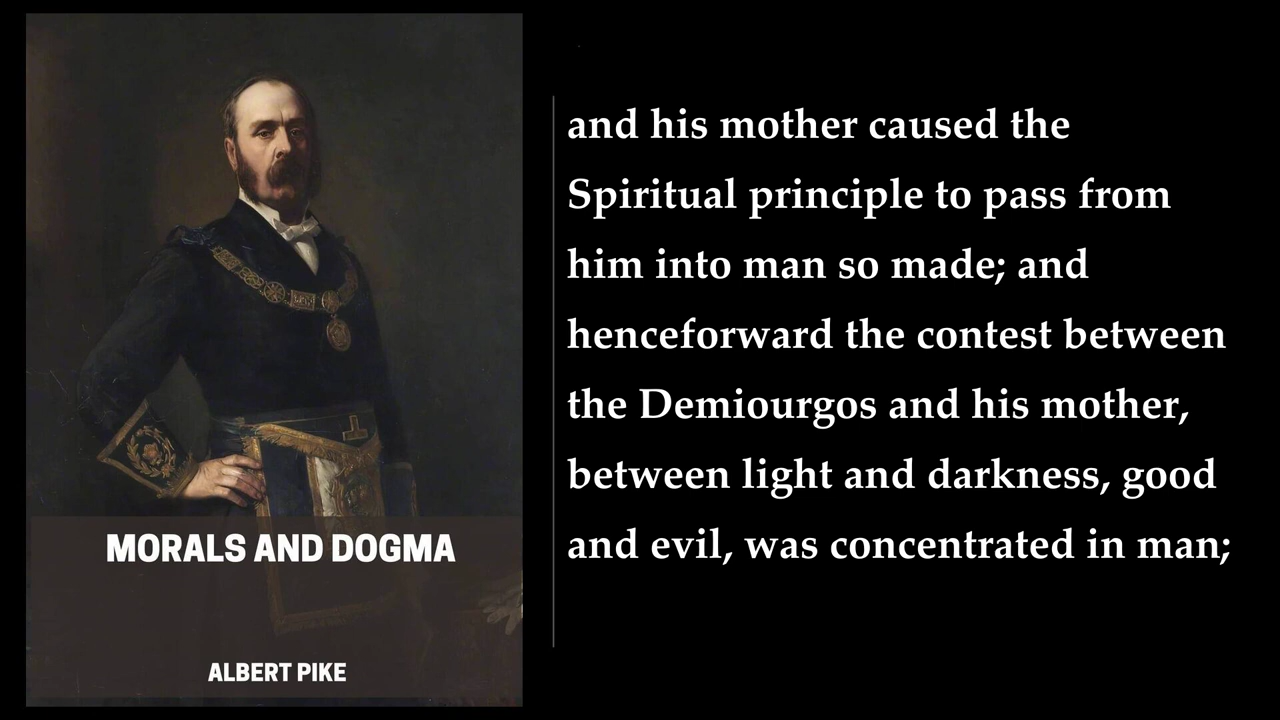 MORALS AND DOGMA
ALBERT PIKE
and his mother caused the
Spiritual principle to pass from
him into man so made; and
henceforward the contest between
the Demiourgos and his mother,
between light and darkness, good
and evil, was concentrated in man;